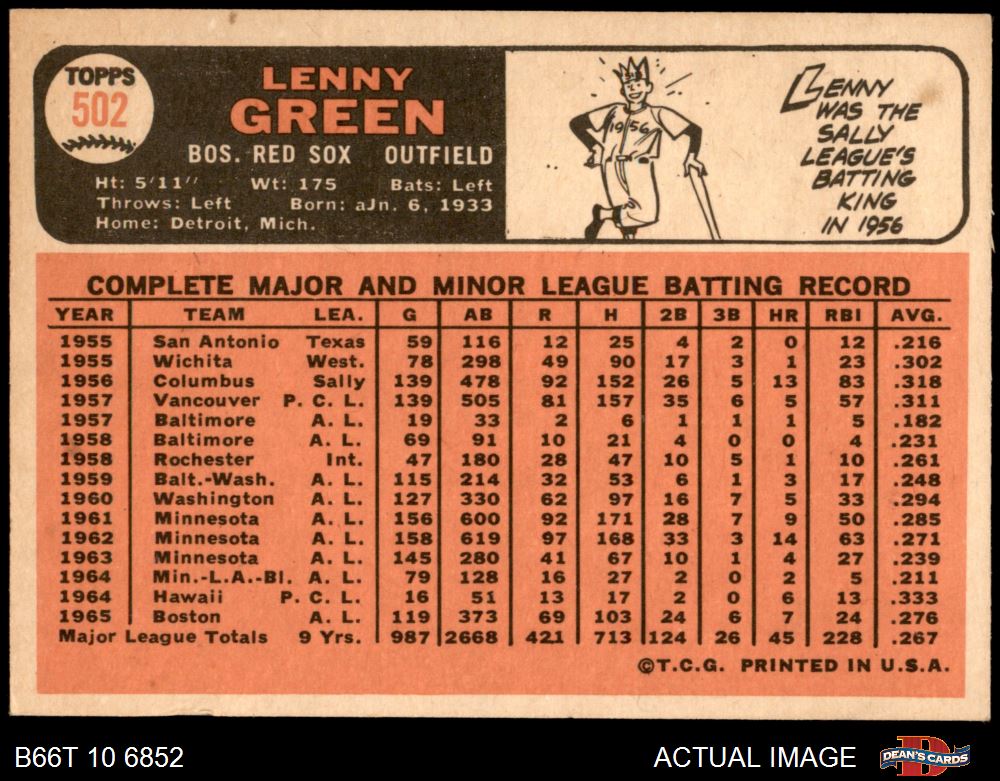 TOPPS
502
LENNY
GREEN
BOS. RED SOX OUTFIELD
Ht: 5'11" Wt: 175 Bats: Left
Throws: Left Born: aJn. 6, 1933
Home: Detroit, Mich.
1956
LENNY
WAS THE
SALLY
LEAGUE'S
BATTING
KING
IN 1956
COMPLETE MAJOR AND MINOR LEAGUE BATTING RECORD
YEAR TEAM LEA. G AB R H 2B 3B HR RBI AVG.
1955 San Antonio Texas 59 116 12 25 4 2 0 12 .216
1955 Wichita West. 78 298 49 90 17 3 1 23 .302
1956 Columbus Sally 139 478 92 152 26 5 13 83 .318
1957 Vancouver P. C. L. 139 505 81 157 35 6 5 57 .311
1957 Baltimore A. L. 19 33 2 6 1 1 1 5 .182
1958 Baltimore A. L. 69 91 10 21 4 0 0 4 .231
1958 Rochester Int. 47 180 28 47 10 5 1 10 .261
1959 Balt.-Wash. A. L. 115 214 32 53 6 1 3 17 .248
1960 Washington A. L. 127 330 62 97 16 7 5 33 .294
1961 Minnesota A. L. 156 600 92 171 28 7 9 50 .285
1962 Minnesota A. L. 158 619 97 168 33 3 14 63 .271
1963 Minnesota A. L. 145 280 41 67 10 1 4 27 .239
1964 Min.-L.A.-Bl. A. L. 79 128 16 27 2 0 2 5 .211
1964 Hawaii P. C. L. 16 51 13 17 2 0 6 13 .333
1965 Boston A. L. 119 373 69 103 24 6 7 24 .276
Major League Totals 9 Yrs. 987 2668 421 713 124 26 45 228 .267
©T.C.G. PRINTED IN U.S.A.
B66T 10 6852 ACTUAL IMAGE DEAN'S CARDS